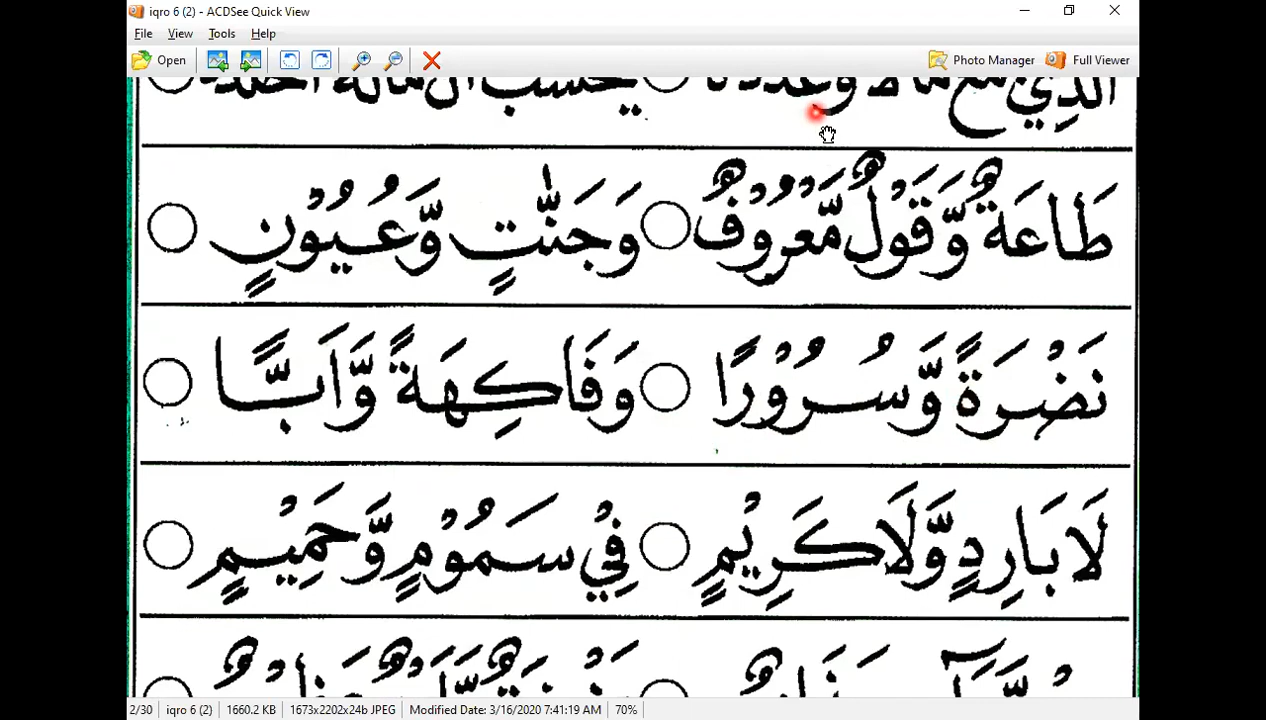 iqro 6 (2) - ACDSee Quick View
File View Tools Help
Open Photo Manager Full Viewer
طَاعَةٌ وَّقَوْلٌ مَّعْرُوْفٌ ○ وَجَنّٰتٍ وَّعُيُوْنٍ ○
نَضْرَةً وَّسُرُوْرًا ○ وَفَاكِهَةً وَّاَبًّا ○
لَا بَارِدٍ وَّلَا كَرِيْمٍ ○ فِيْ سَمُوْمٍ وَّحَمِيْمٍ ○
2/30 iqro 6 (2) 1660.2 KB 1673x2202x24b JPEG Modified Date: 3/16/2020 7:41:19 AM 70%